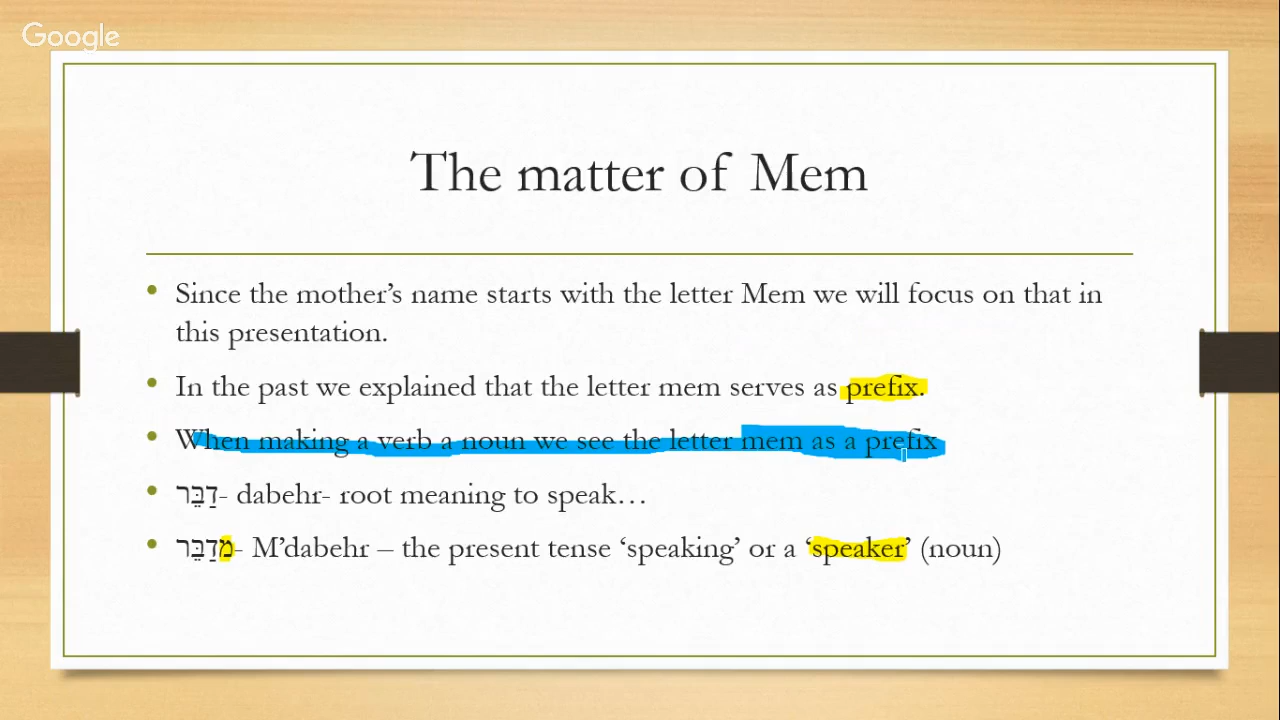 Google
The matter of Mem
• Since the mother’s name starts with the letter Mem we will focus on that in
this presentation.
• In the past we explained that the letter mem serves as prefix.
• When making a verb a noun we see the letter mem as a prefix
• דַבֵּר- dabehr- root meaning to speak…
• מְדַבֵּר- M’dabehr – the present tense ‘speaking’ or a ‘speaker’ (noun)